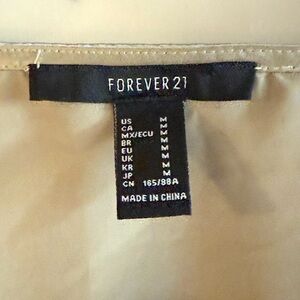 FOREVER 21
US M
CA M
MX/ECU M
BR M
EU M
UK M
KR M
JP M
CN 165/88A
MADE IN CHINA